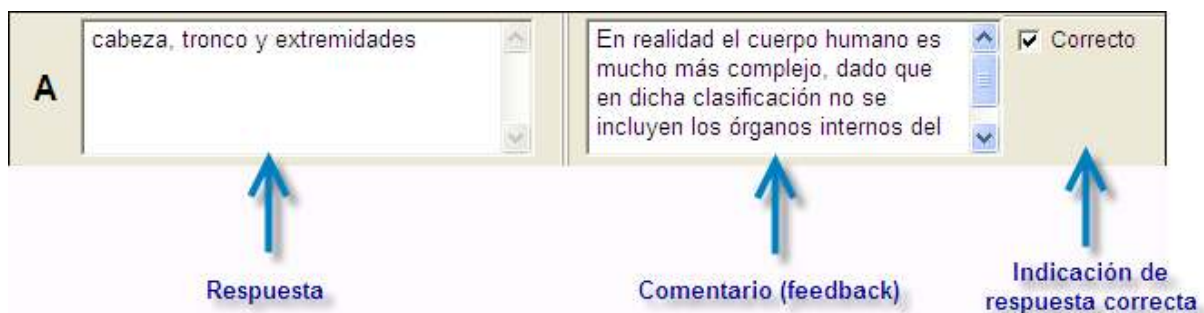 A
cabeza, tronco y extremidades
En realidad el cuerpo humano es
mucho más complejo, dado que
en dicha clasificación no se
incluyen los órganos internos del
Correcto
Respuesta
Comentario (feedback)
Indicación de
respuesta correcta